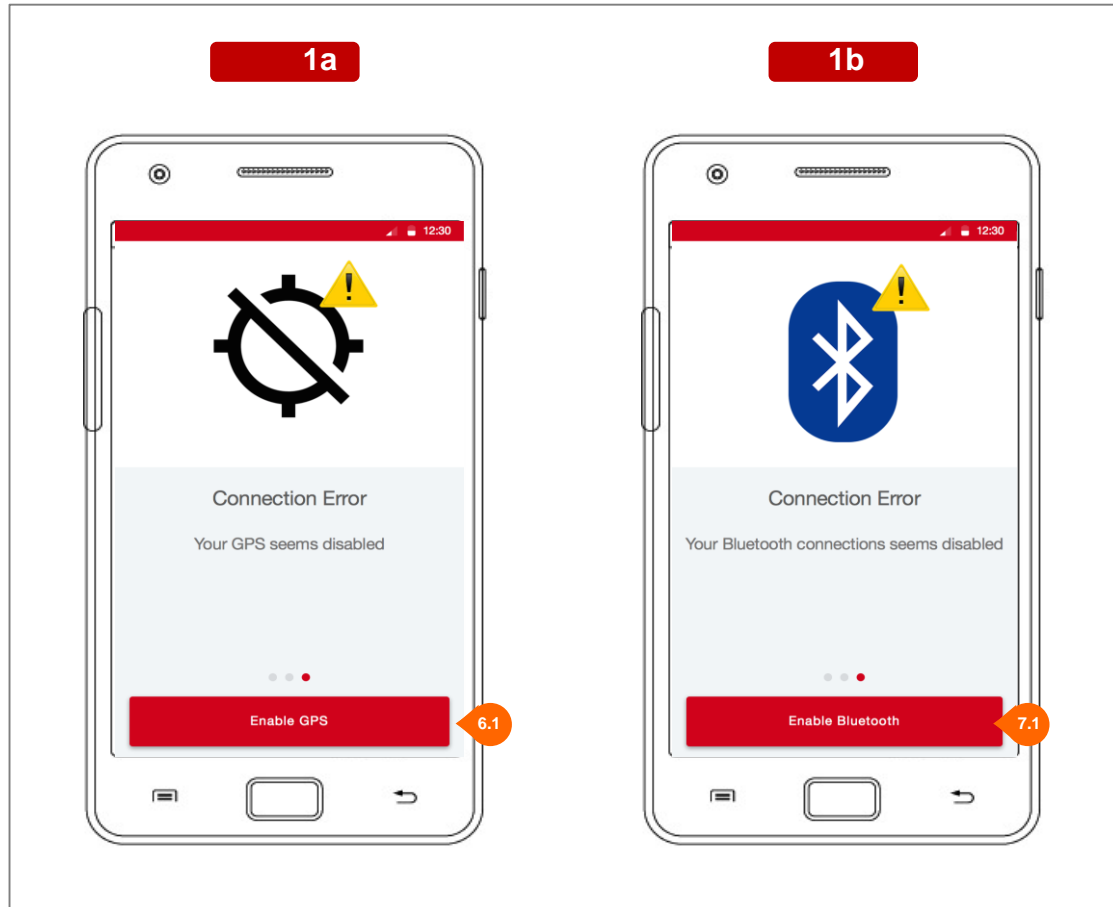 1a
1b
12:30
!
Connection Error
Your GPS seems disabled
Enable GPS
6.1
12:30
!
Connection Error
Your Bluetooth connections seems disabled
Enable Bluetooth
7.1